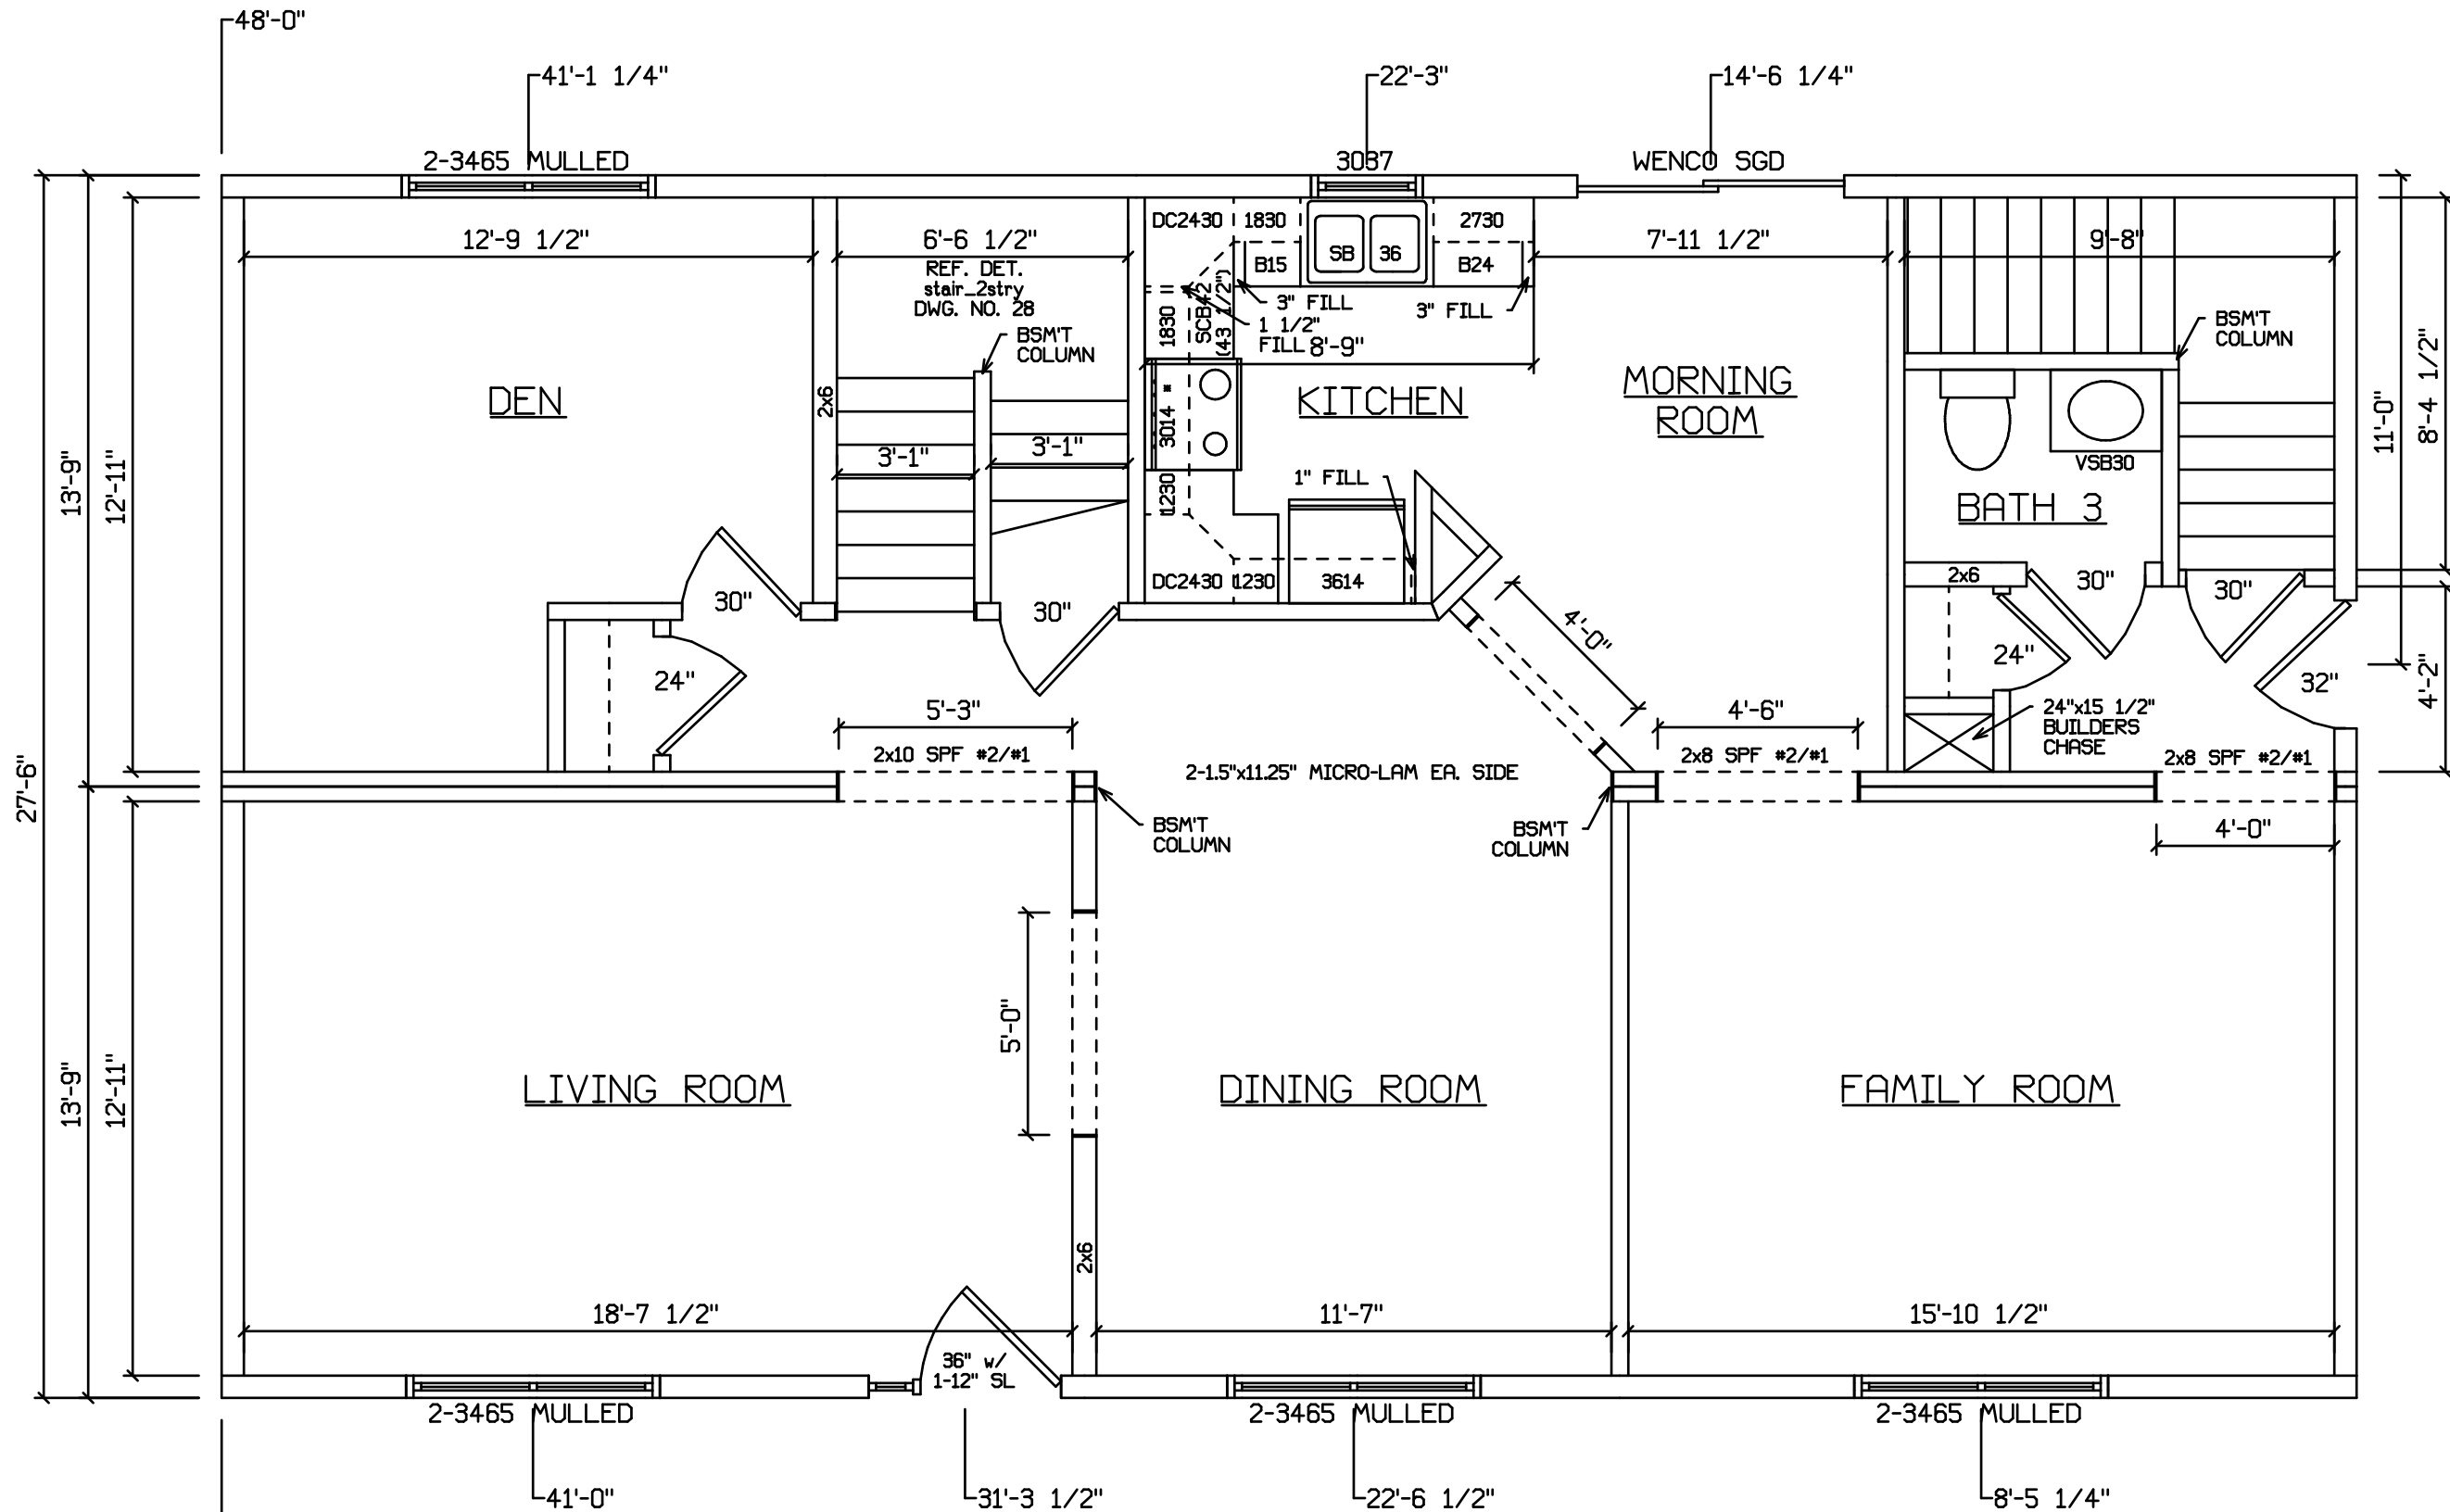 48'-0"
41'-1 1/4"
22'-3"
14'-6 1/4"
2-3465 MULLED
3037
WENCO SGD
DC2430
1830
2730
12'-9 1/2"
6'-6 1/2"
7'-11 1/2"
9'-8"
SB
36
B15
B24
REF. DET.
stair_2stry
DWG. NO. 28
3" FILL
3" FILL
1 1/2"
FILL
8'-9"
1830
SCB42
(43 1/2")
BSM'T
COLUMN
BSM'T
COLUMN
DEN
2x6
KITCHEN
MORNING
ROOM
3014 *
11'-0"
8'-4 1/2"
3'-1"
3'-1"
13'-9"
12'-11"
1" FILL
1230
VSB30
BATH 3
DC2430
1230
3614
2x6
30"
30"
30"
30"
4'-0"
24"
24"
32"
4'-2"
5'-3"
4'-6"
24"x15 1/2"
BUILDERS
CHASE
2x10 SPF #2/#1
2-1.5"x11.25" MICRO-LAM EA. SIDE
2x8 SPF #2/#1
2x8 SPF #2/#1
27'-6"
BSM'T
COLUMN
BSM'T
COLUMN
4'-0"
5'-0"
13'-9"
12'-11"
LIVING ROOM
DINING ROOM
FAMILY ROOM
2x6
18'-7 1/2"
11'-7"
15'-10 1/2"
36" w/
1-12" SL
2-3465 MULLED
2-3465 MULLED
2-3465 MULLED
41'-0"
31'-3 1/2"
22'-6 1/2"
8'-5 1/4"